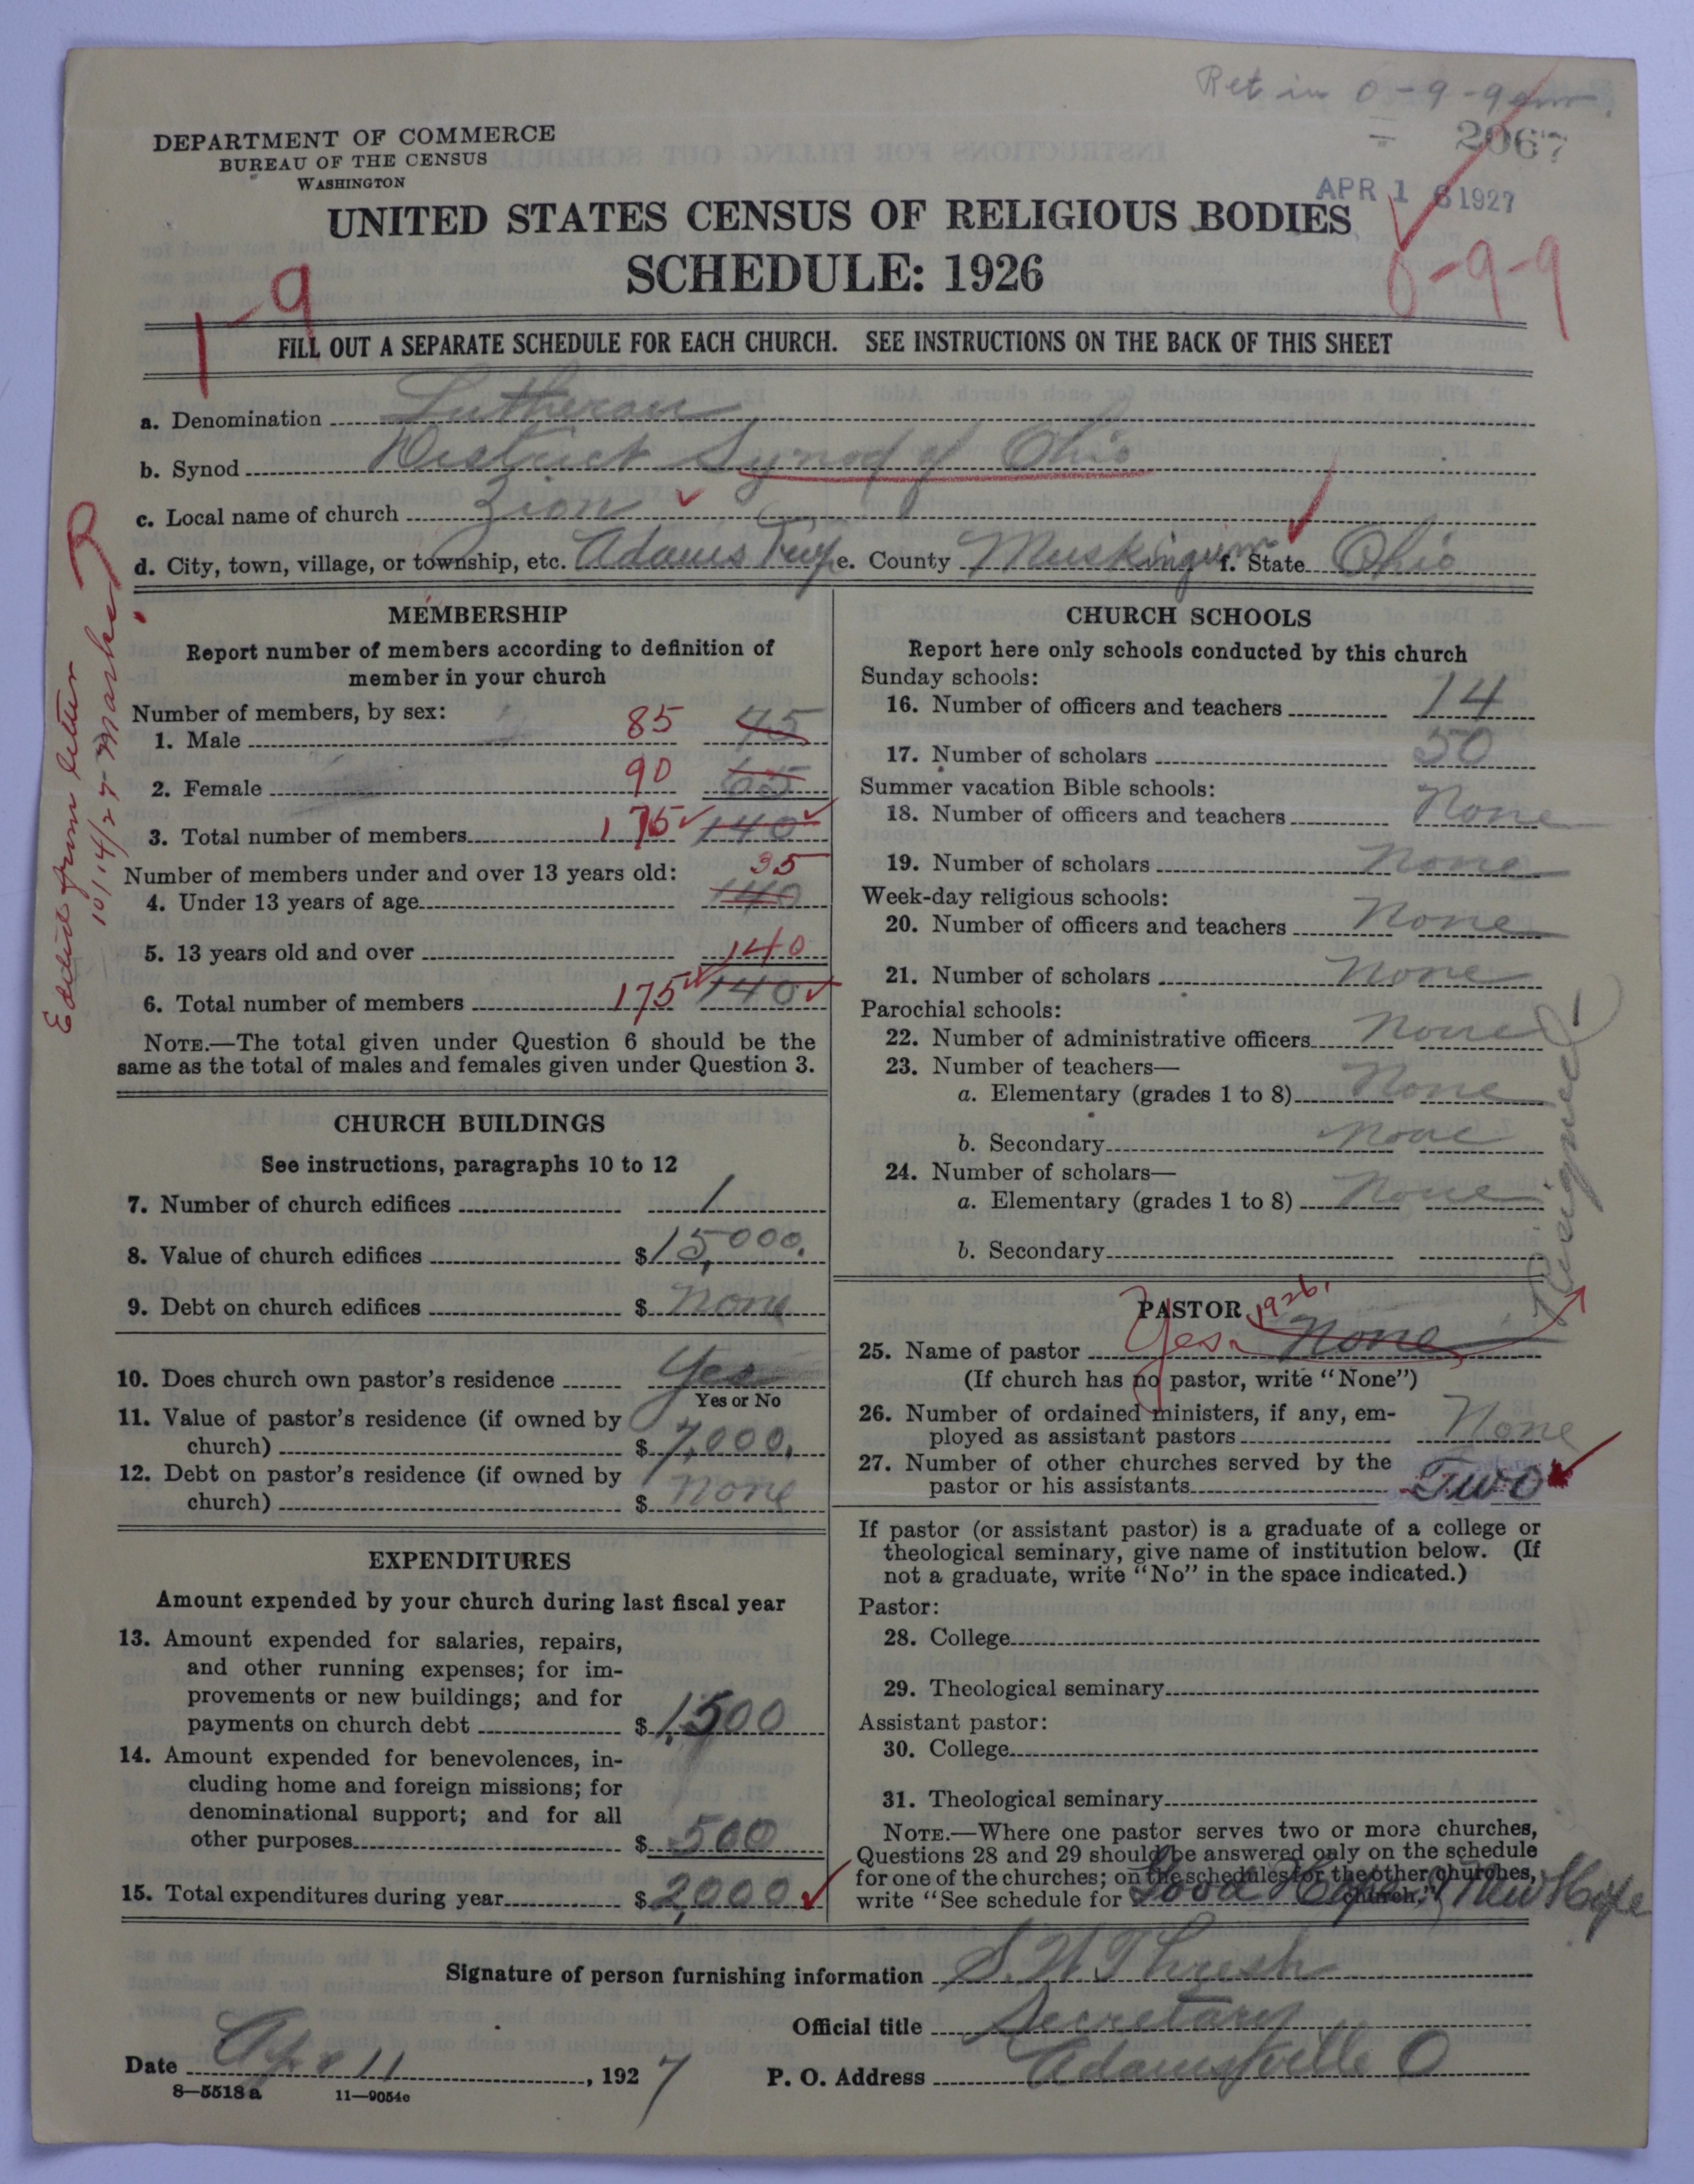 Ret in 0-9-9
2067
DEPARTMENT OF COMMERCE
BUREAU OF THE CENSUS
WASHINGTON
APR 16 1927
UNITED STATES CENSUS OF RELIGIOUS BODIES
SCHEDULE: 1926
0-9-9
1-9
FILL OUT A SEPARATE SCHEDULE FOR EACH CHURCH. SEE INSTRUCTIONS ON THE BACK OF THIS SHEET
a. Denomination Lutheran
b. Synod District Synod of Ohio
c. Local name of church Zion
d. City, town, village, or township, etc. Adams Twp e. County Muskingum f. State Ohio
Edited from letter
10/14/27
MEMBERSHIP
Report number of members according to definition of
member in your church
Number of members, by sex:
1. Male 85 45
2. Female 90 65
3. Total number of members 175 140
Number of members under and over 13 years old:
4. Under 13 years of age 35 140
5. 13 years old and over 140
6. Total number of members 175 140
NOTE.—The total given under Question 6 should be the
same as the total of males and females given under Question 3.
CHURCH BUILDINGS
See instructions, paragraphs 10 to 12
7. Number of church edifices 1
8. Value of church edifices $15,000.
9. Debt on church edifices $ None
10. Does church own pastor's residence Yes
Yes or No
11. Value of pastor's residence (if owned by
church) $ 7,000.
12. Debt on pastor's residence (if owned by
church) $ None
EXPENDITURES
Amount expended by your church during last fiscal year
13. Amount expended for salaries, repairs,
and other running expenses; for im-
provements or new buildings; and for
payments on church debt $ 1,500
14. Amount expended for benevolences, in-
cluding home and foreign missions; for
denominational support; and for all
other purposes $ 500
15. Total expenditures during year $ 2,000
CHURCH SCHOOLS
Report here only schools conducted by this church
Sunday schools:
16. Number of officers and teachers 14
17. Number of scholars 50
Summer vacation Bible schools:
18. Number of officers and teachers None
19. Number of scholars None
Week-day religious schools:
20. Number of officers and teachers None
21. Number of scholars None
Parochial schools:
22. Number of administrative officers None
23. Number of teachers—
a. Elementary (grades 1 to 8) None
b. Secondary None
24. Number of scholars—
a. Elementary (grades 1 to 8) None
b. Secondary
Resigned
PASTOR 1926.
25. Name of pastor Yes None
(If church has no pastor, write "None")
26. Number of ordained ministers, if any, em-
ployed as assistant pastors None
27. Number of other churches served by the
pastor or his assistants Two
If pastor (or assistant pastor) is a graduate of a college or
theological seminary, give name of institution below. (If
not a graduate, write "No" in the space indicated.)
Pastor:
28. College
29. Theological seminary
Assistant pastor:
30. College
31. Theological seminary
NOTE.—Where one pastor serves two or more churches,
Questions 28 and 29 should be answered only on the schedule
for one of the churches; on the schedules for the other churches,
write "See schedule for Good Hope & New Hope church."
Signature of person furnishing information S. W. Thresh
Official title Secretary
Date Apr 11, 1927 P. O. Address Adamsville O
8—5518a 11—9054c